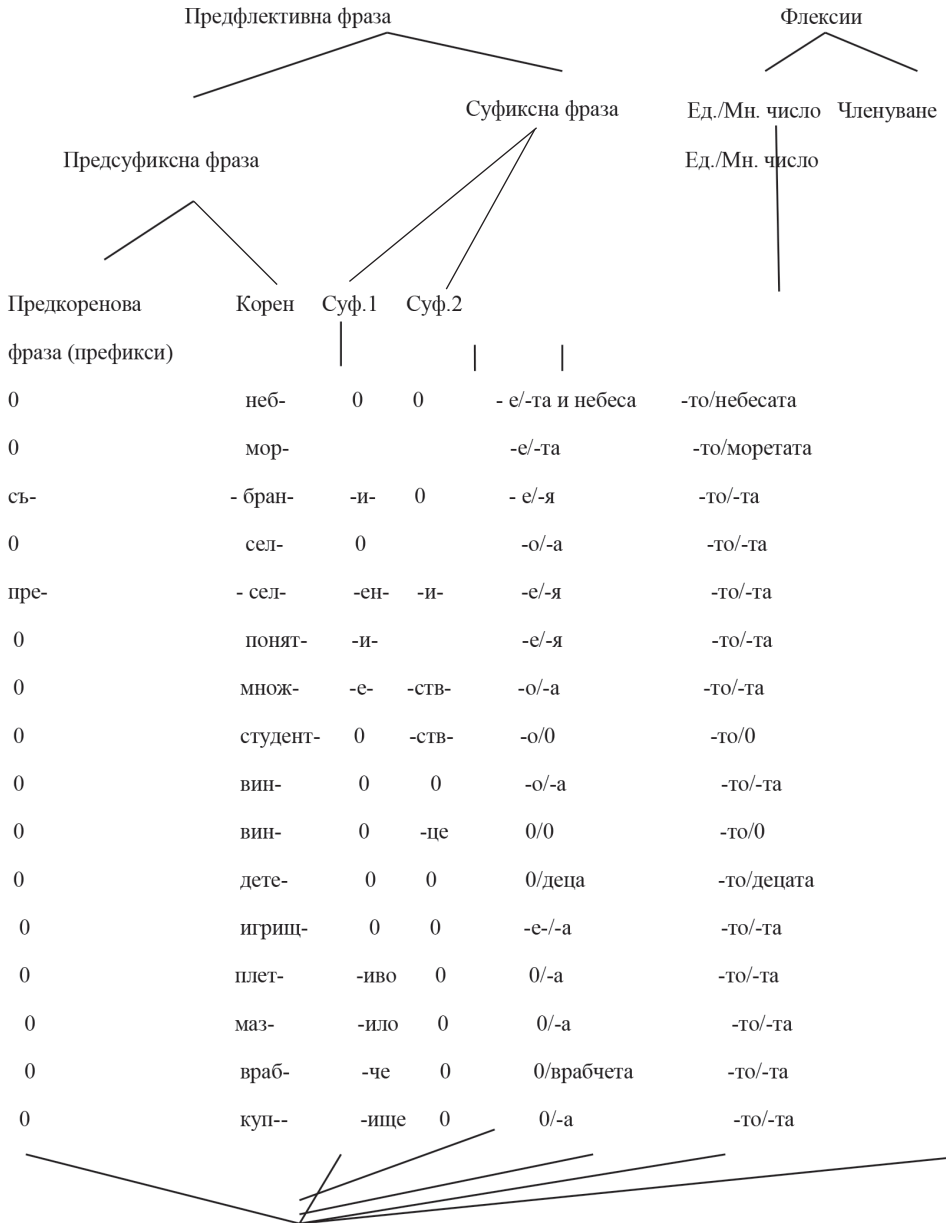 Предфлективна фраза Флексии
Суфиксна фраза Ед./Мн. число Членуване
Предсуфиксна фраза Ед./Мн. число
Предкоренова Корен Суф.1 Суф.2
фраза (префикси)
0 неб- 0 0 - е/-та и небеса -то/небесата
0 мор- -е/-та -то/моретата
съ- - бран- -и- 0 - е/-я -то/-та
0 сел- 0 -о/-а -то/-та
пре- - сел- -ен- -и- -е/-я -то/-та
0 понят- -и- -е/-я -то/-та
0 множ- -е- -ств- -о/-а -то/-та
0 студент- 0 -ств- -о/0 -то/0
0 вин- 0 0 -о/-а -то/-та
0 вин- 0 -це 0/0 -то/0
0 дете- 0 0 0/деца -то/децата
0 игрищ- 0 0 -е-/-а -то/-та
0 плет- -иво 0 0/-а -то/-та
0 маз- -ило 0 0/-а -то/-та
0 враб- -че 0 0/врабчета -то/-та
0 куп-- -ище 0 0/-а -то/-та